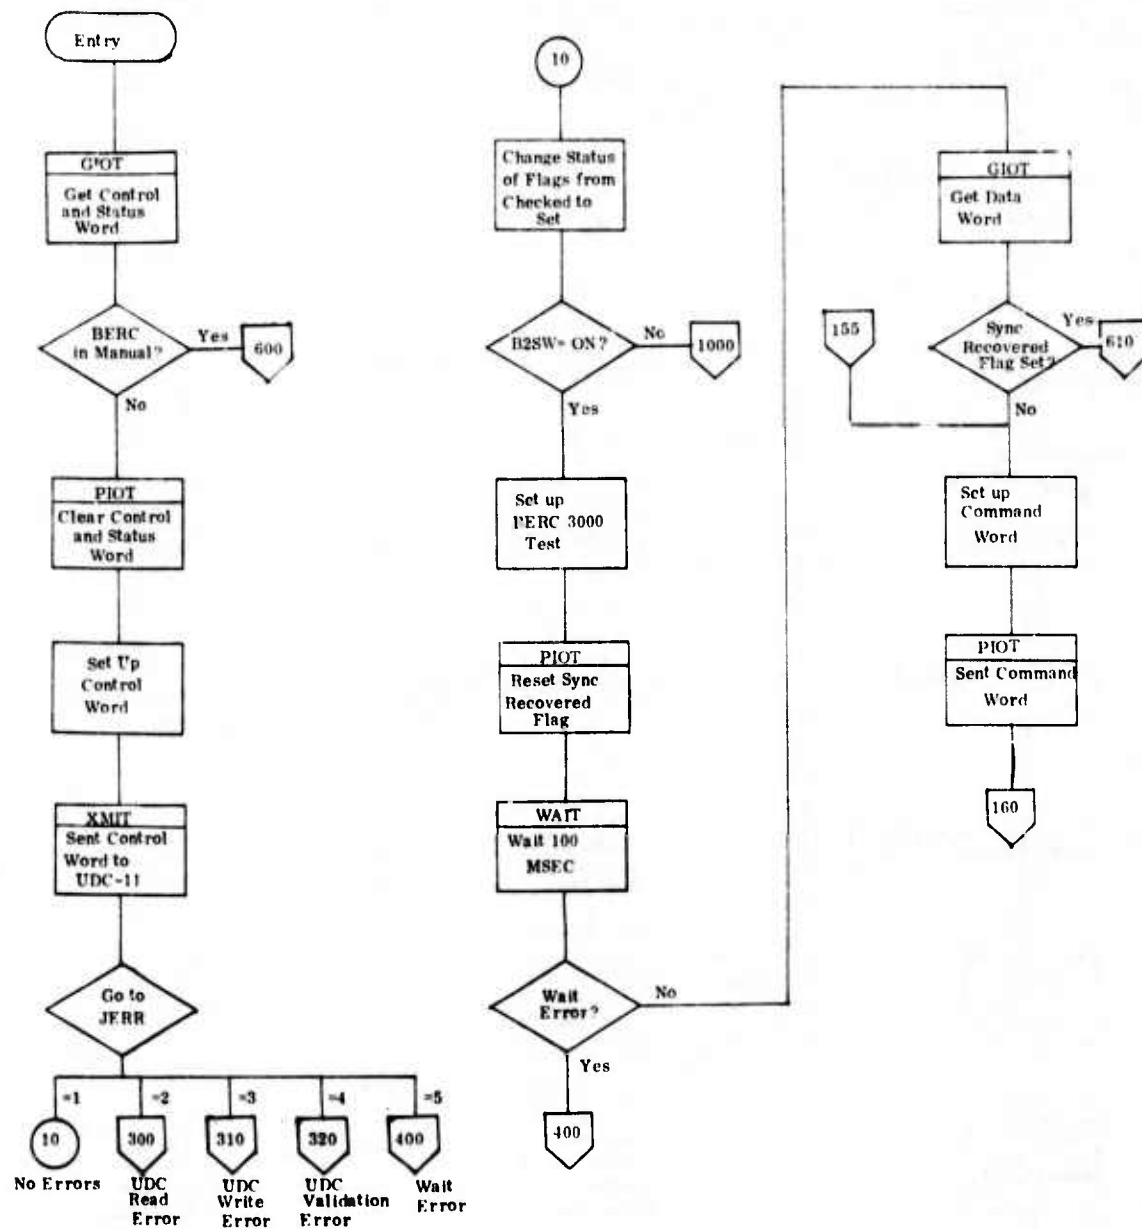 Entry
GIOT
Get Control
and Status
Word
BERC
in Manual?
Yes
600
No
PIOT
Clear Control
and Status
Word
Set Up
Control
Word
XMIT
Sent Control
Word to
UDC-11
Go to
JERR
=1
=2
=3
=4
=5
10
300
310
320
400
No Errors
UDC
Read
Error
UDC
Write
Error
UDC
Validation
Error
Wait
Error
10
Change Status
of Flags from
Checked to
Set
B2SW= ON?
No
1000
Yes
Set up
BERC 3000
Test
PIOT
Reset Sync
Recovered
Flag
WAIT
Wait 100
MSEC
Wait
Error?
No
Yes
400
GIOT
Get Data
Word
155
Sync
Recovered
Flag Set?
Yes
610
No
Set up
Command
Word
PIOT
Sent Command
Word
160